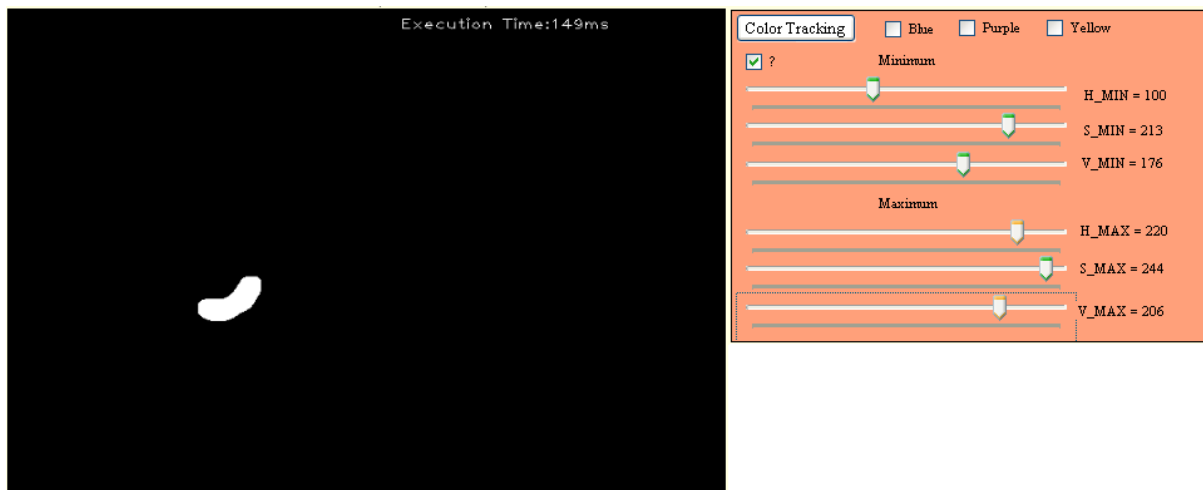 Execution Time:149ms
Color Tracking Blue Purple Yellow
? Minimum
H_MIN = 100
S_MIN = 213
V_MIN = 176
Maximum
H_MAX = 220
S_MAX = 244
V_MAX = 206